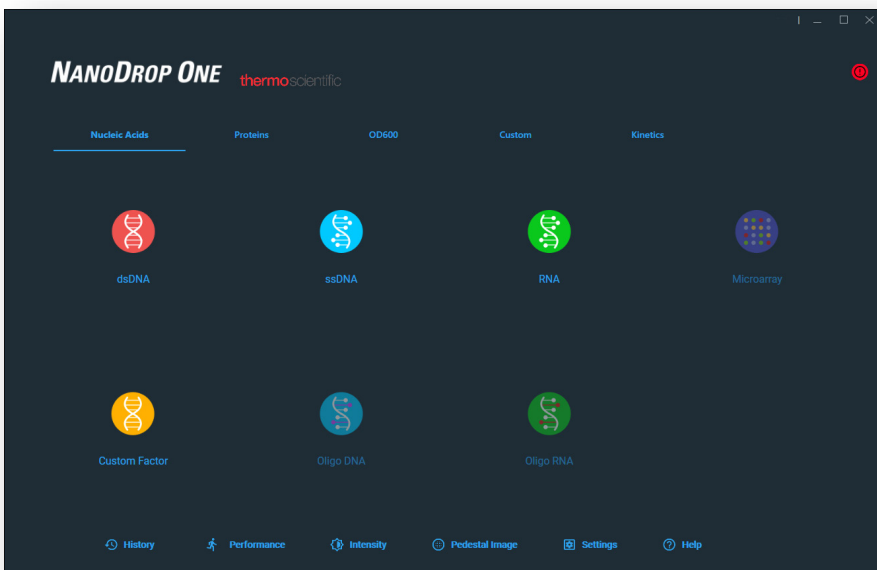 NANODROP ONE thermoscientific
Nucleic Acids Proteins OD600 Custom Kinetics
dsDNA ssDNA RNA Microarray
Custom Factor Oligo DNA Oligo RNA
History Performance Intensity Pedestal Image Settings Help